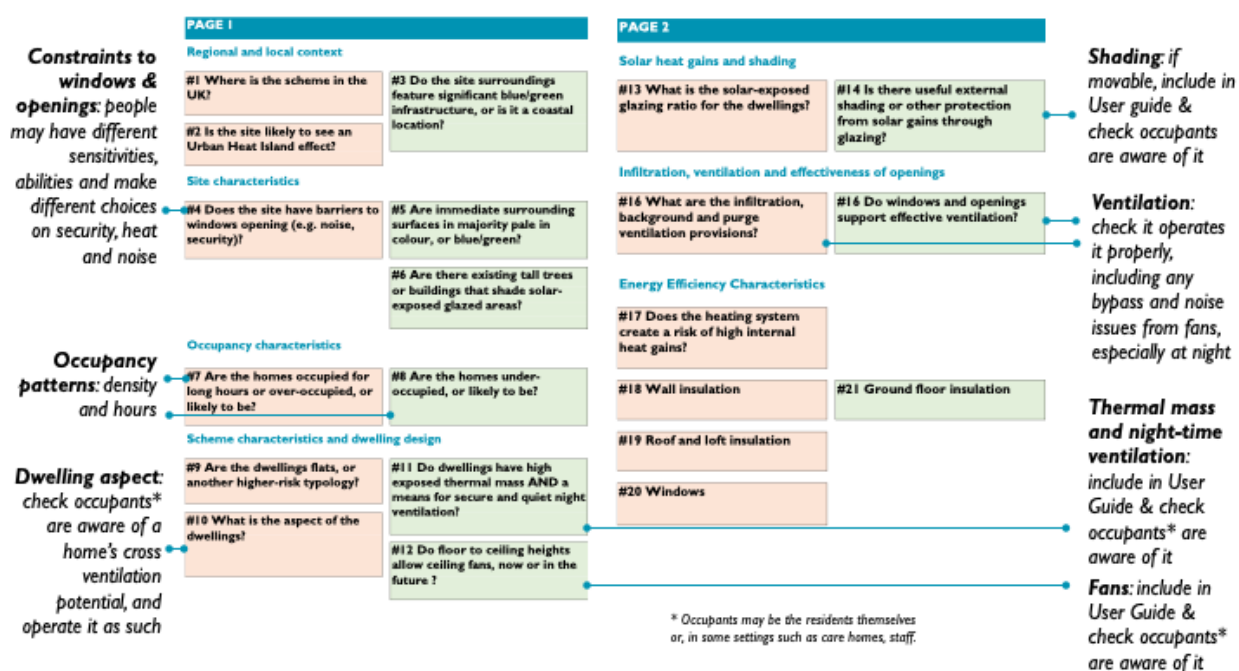 Constraints to
windows &
openings: people
may have different
sensitivities,
abilities and make
different choices
on security, heat
and noise
Occupancy
patterns: density
and hours
Dwelling aspect:
check occupants*
are aware of a
home's cross
ventilation
potential, and
operate it as such
PAGE 1
Regional and local context
#1 Where is the scheme in the
UK?
#2 Is the site likely to see an
Urban Heat Island effect?
#3 Do the site surroundings
feature significant blue/green
infrastructure, or is it a coastal
location?
Site characteristics
#4 Does the site have barriers to
windows opening (e.g. noise,
security)?
#5 Are immediate surrounding
surfaces in majority pale in
colour, or blue/green?
#6 Are there existing tall trees
or buildings that shade solar-
exposed glazed areas?
Occupancy characteristics
#7 Are the homes occupied for
long hours or over-occupied, or
likely to be?
#8 Are the homes under-
occupied, or likely to be?
Scheme characteristics and dwelling design
#9 Are the dwellings flats, or
another higher-risk typology?
#10 What is the aspect of the
dwellings?
#11 Do dwellings have high
exposed thermal mass AND a
means for secure and quiet night
ventilation?
#12 Do floor to ceiling heights
allow ceiling fans, now or in the
future ?
PAGE 2
Solar heat gains and shading
#13 What is the solar-exposed
glazing ratio for the dwellings?
#14 Is there useful external
shading or other protection
from solar gains through
glazing?
Infiltration, ventilation and effectiveness of openings
#16 What are the infiltration,
background and purge
ventilation provisions?
#16 Do windows and openings
support effective ventilation?
Energy Efficiency Characteristics
#17 Does the heating system
create a risk of high internal
heat gains?
#18 Wall insulation
#21 Ground floor insulation
#19 Roof and loft insulation
#20 Windows
* Occupants may be the residents themselves
or, in some settings such as care homes, staff.
Shading: if
movable, include in
User guide &
check occupants
are aware of it
Ventilation:
check it operates
it properly,
including any
bypass and noise
issues from fans,
especially at night
Thermal mass
and night-time
ventilation:
include in User
Guide & check
occupants* are
aware of it
Fans: include in
User Guide &
check occupants*
are aware of it